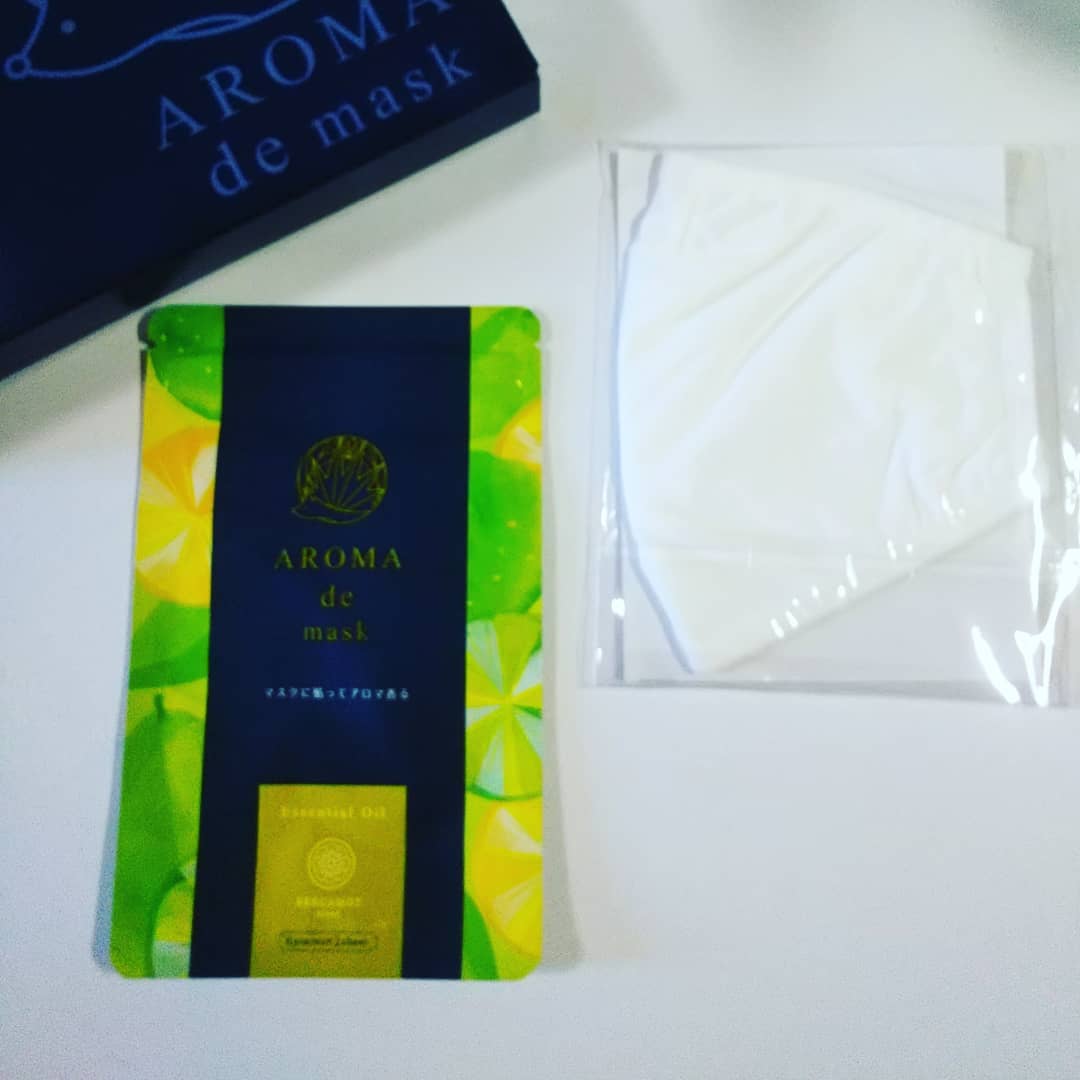 AROMA
de mask
AROMA
de
mask
マスクに貼ってアロマ香る
Essential Oil
BERGAMOT